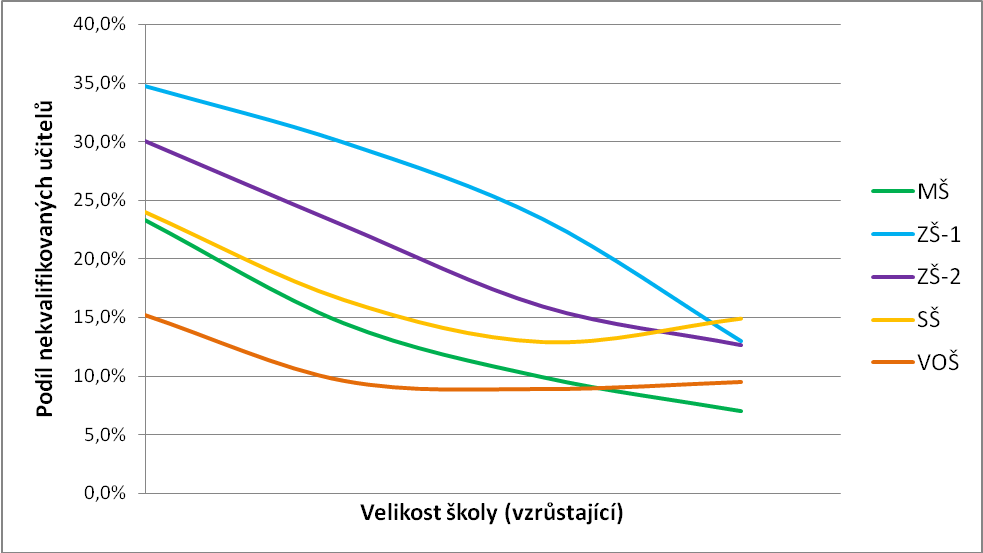 40,0%
35,0%
30,0%
25,0%
20,0%
15,0%
10,0%
5,0%
0,0%
Podíl nekvalifikovaných učitelů
Velikost školy (vzrůstající)
MŠ
ZŠ-1
ZŠ-2
SŠ
VOŠ